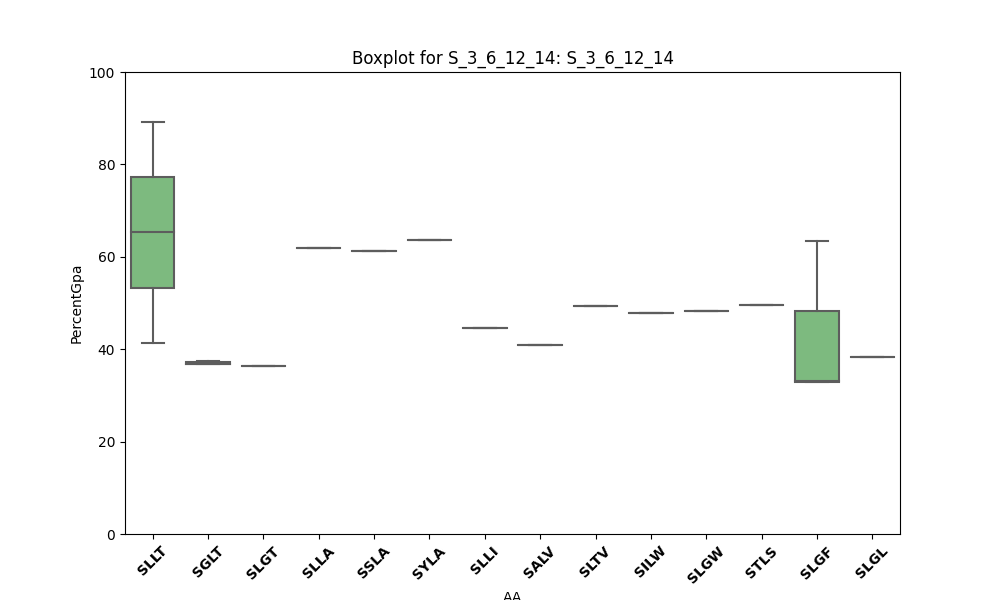 Boxplot for S_3_6_12_14: S_3_6_12_14
100
80
60
40
20
0
PercentGpa
SLLT
SGLT
SLGT
SLLA
SSLA
SYLA
SLLI
SALV
SLTV
SILW
SLGW
STLS
SLGF
SLGL
AA